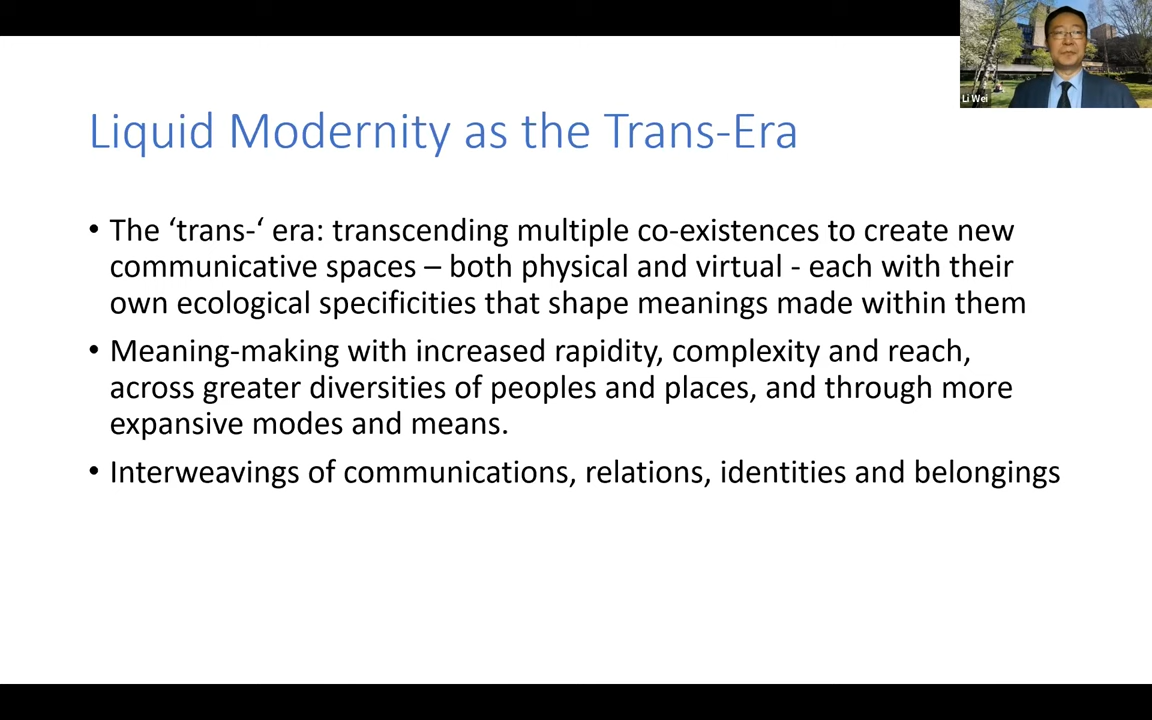 Li Wei
Liquid Modernity as the Trans-Era
• The ‘trans-‘ era: transcending multiple co-existences to create new
communicative spaces – both physical and virtual - each with their
own ecological specificities that shape meanings made within them
• Meaning-making with increased rapidity, complexity and reach,
across greater diversities of peoples and places, and through more
expansive modes and means.
• Interweavings of communications, relations, identities and belongings